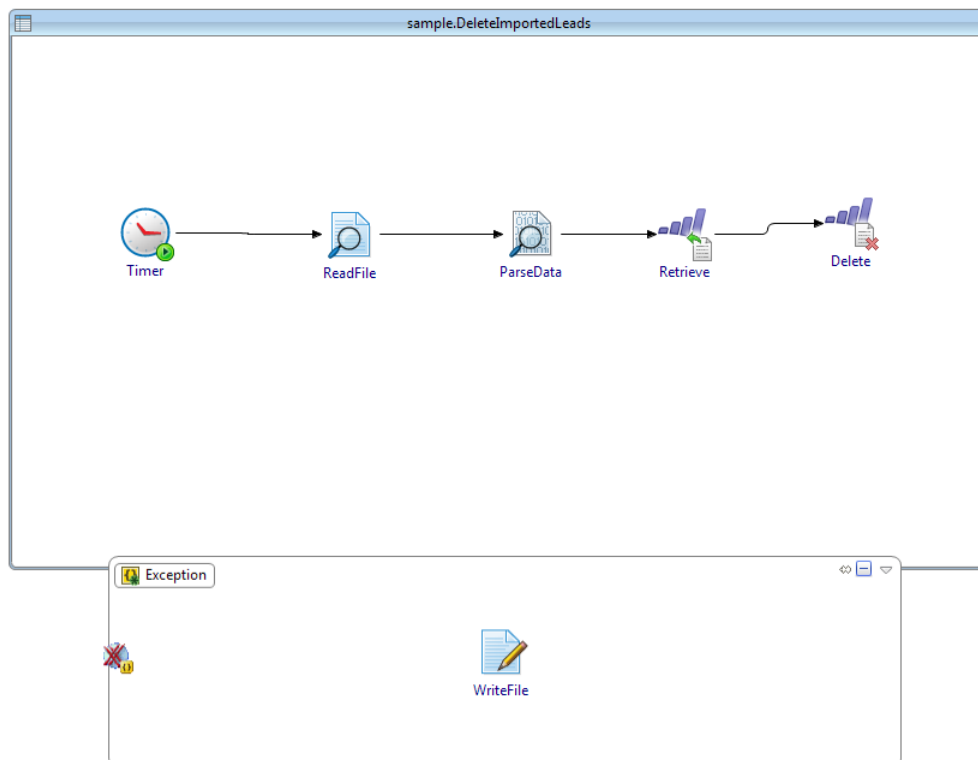 sample.DeleteImportedLeads
Timer
ReadFile
ParseData
Retrieve
Delete
Exception
WriteFile